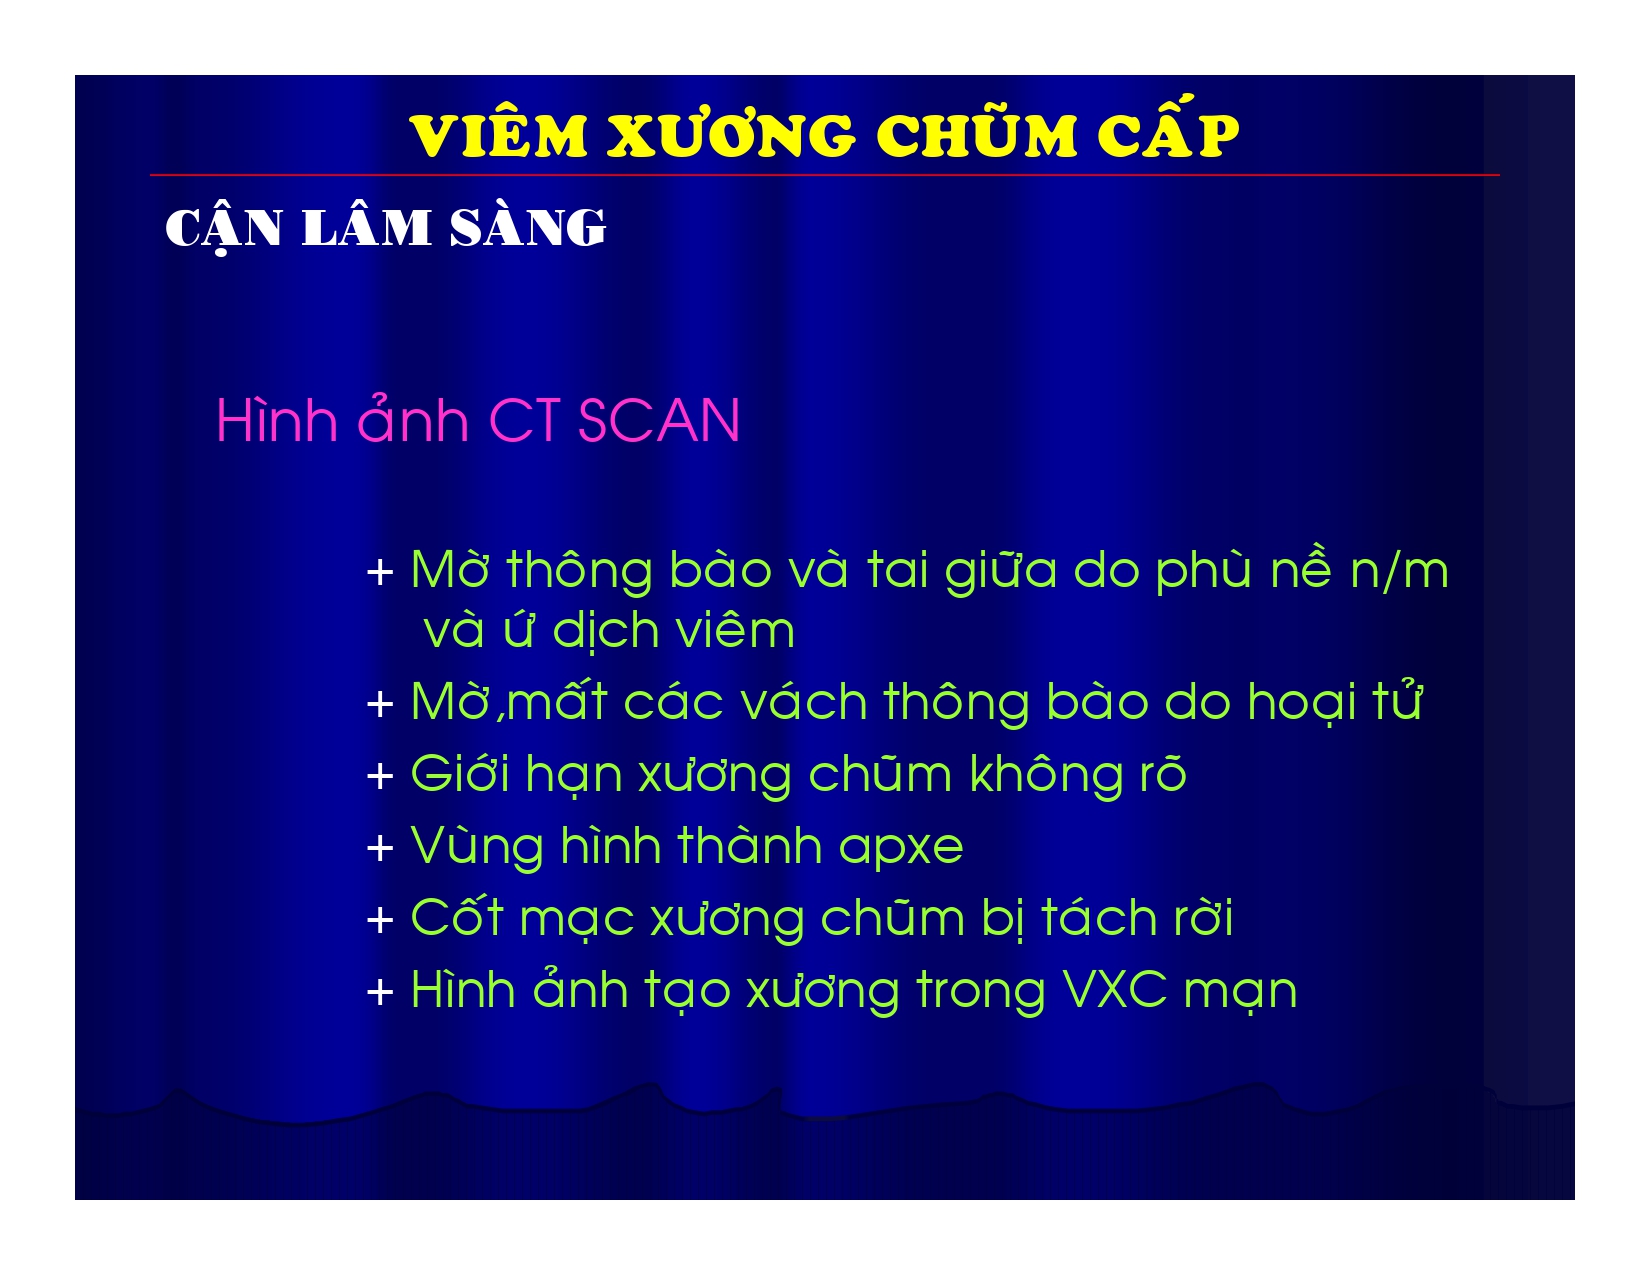 VIÊM XƯƠNG CHŨM CẤP
CẬN LÂM SÀNG
Hình ảnh CT SCAN
+ Mờ thông bào và tai giữa do phù nề n/m
và ứ dịch viêm
+ Mờ,mất các vách thông bào do hoại tử
+ Giới hạn xương chũm không rõ
+ Vùng hình thành apxe
+ Cốt mạc xương chũm bị tách rời
+ Hình ảnh tạo xương trong VXC mạn